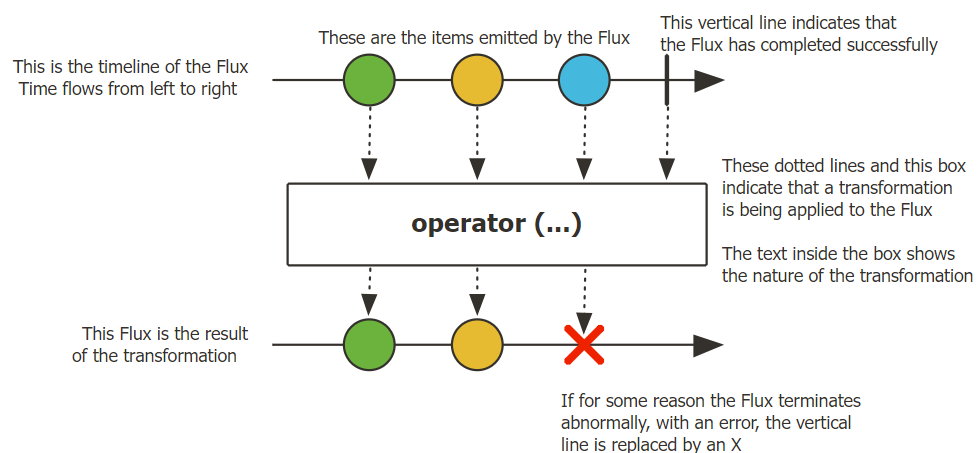 These are the items emitted by the Flux
This vertical line indicates that
the Flux has completed successfully
This is the timeline of the Flux
Time flows from left to right
These dotted lines and this box
indicate that a transformation
is being applied to the Flux
operator (...)
The text inside the box shows
the nature of the transformation
This Flux is the result
of the transformation
If for some reason the Flux terminates
abnormally, with an error, the vertical
line is replaced by an X